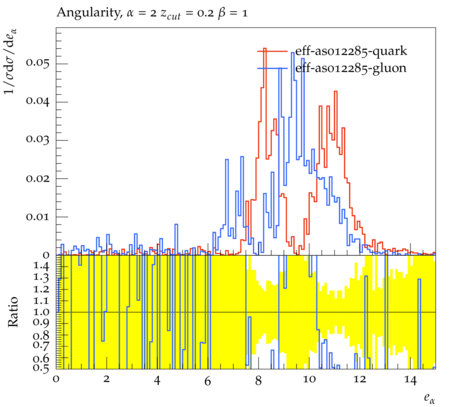 Angularity, α = 2 z_cut = 0.2 β = 1
1/σdσ/de_α
eff-as012285-quark
eff-as012285-gluon
0.05
0.04
0.03
0.02
0.01
0
Ratio
1.4
1.3
1.2
1.1
1.0
0.9
0.8
0.7
0.6
0.5
0 2 4 6 8 10 12 14
e_α